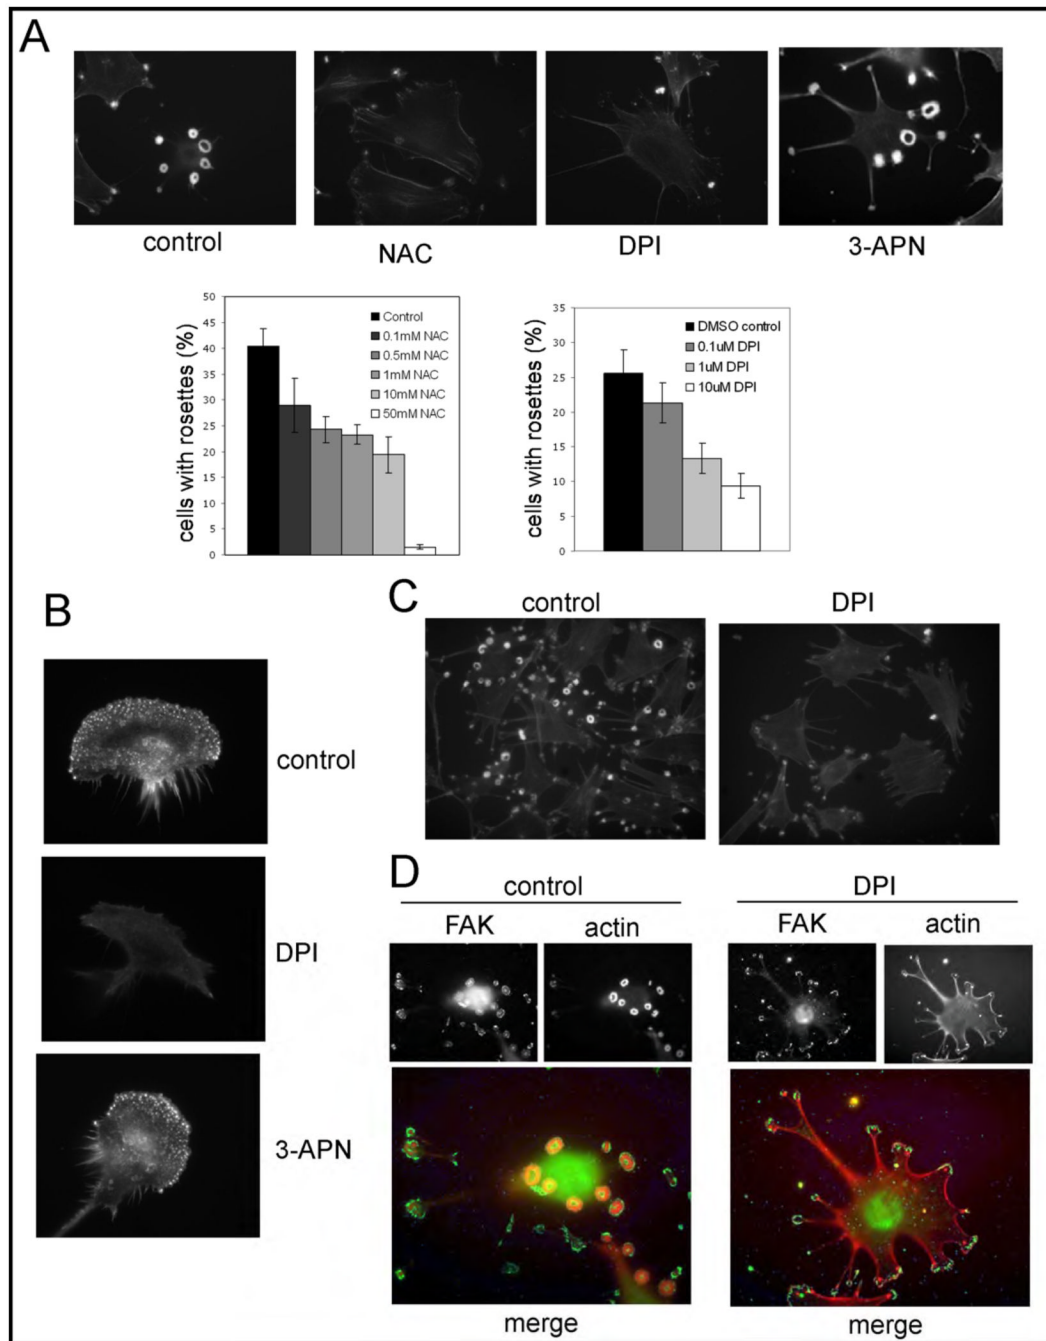 A
control
NAC
DPI
3-APN
cells with rosettes (%)
50
45
40
35
30
25
20
15
10
5
0
Control
0.1mM NAC
0.5mM NAC
1mM NAC
10mM NAC
50mM NAC
cells with rosettes (%)
35
30
25
20
15
10
5
0
DMSO control
0.1uM DPI
1uM DPI
10uM DPI
B
control
DPI
3-APN
C
control
DPI
D
control
FAK
actin
merge
DPI
FAK
actin
merge